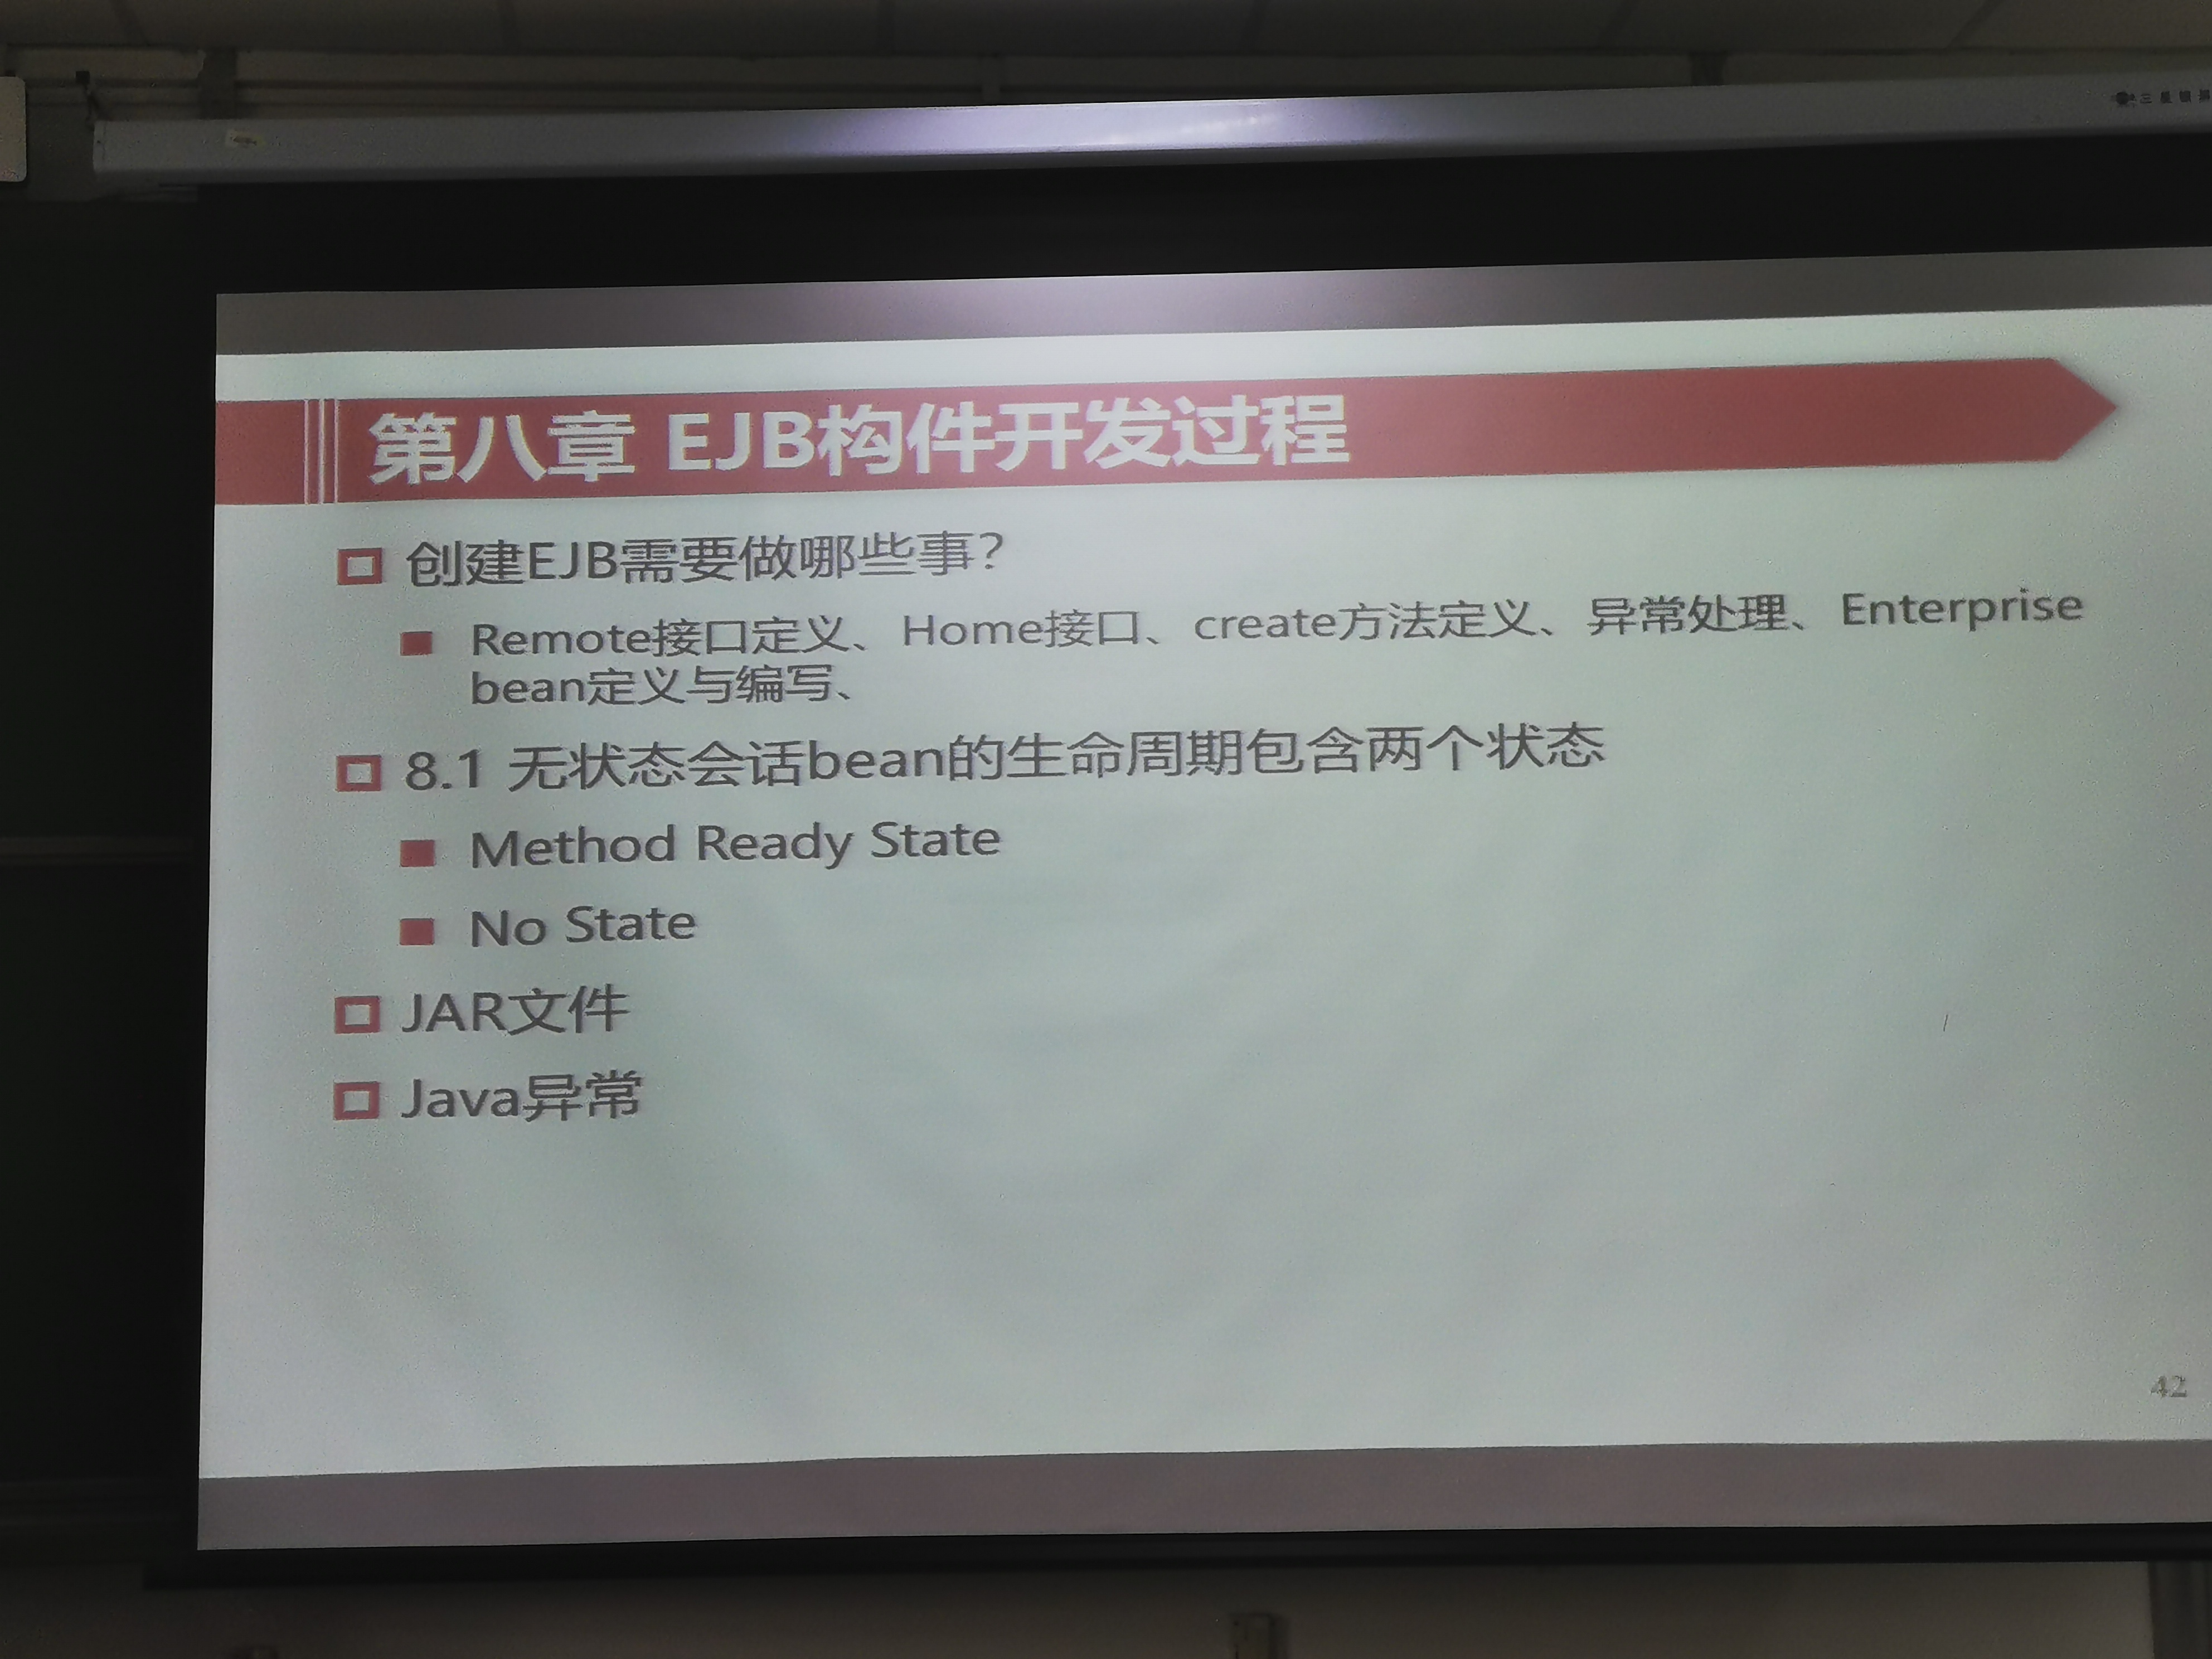 第八章 EJB构件开发过程
创建EJB需要做哪些事?
Remote接口定义、Home接口、create方法定义、异常处理、Enterprise
bean定义与编写、
8.1 无状态会话bean的生命周期包含两个状态
Method Ready State
No State
JAR文件
Java异常
42